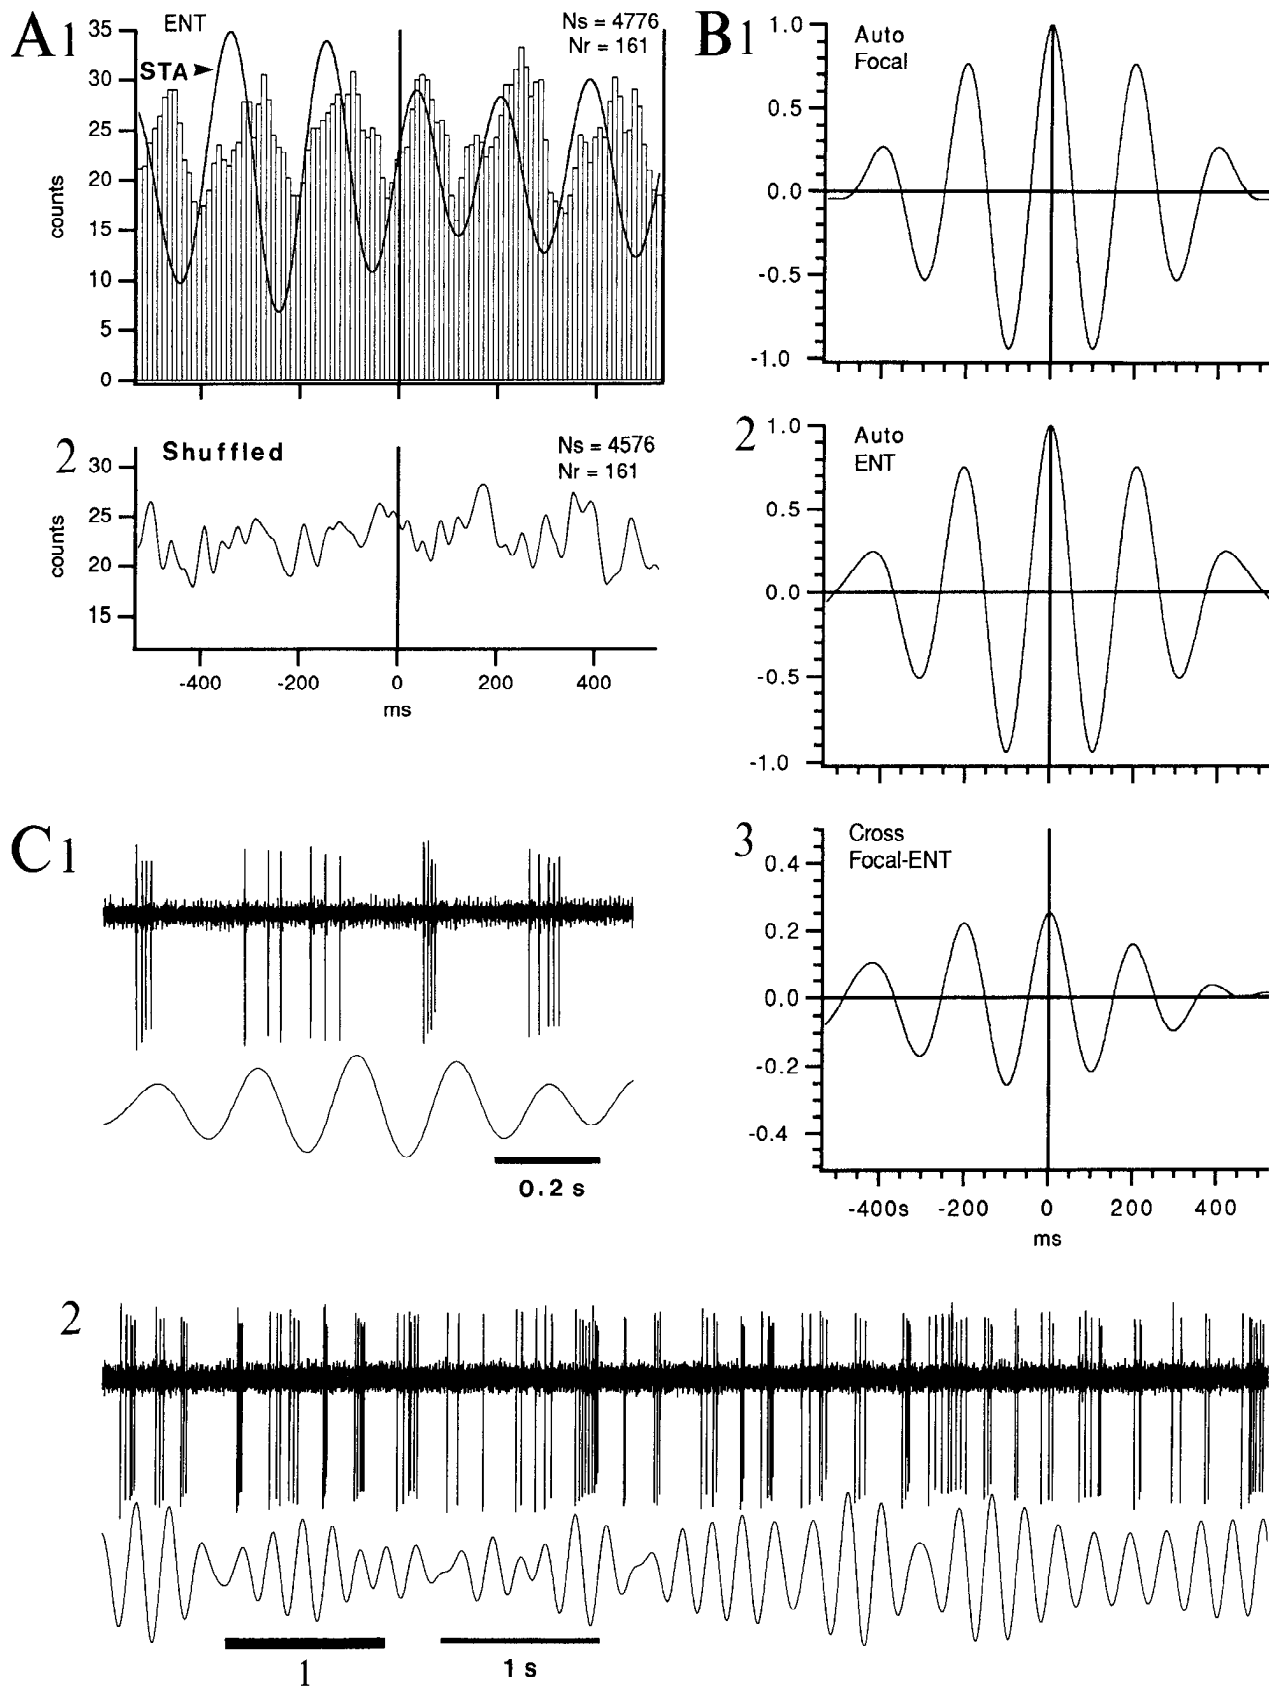 A1
ENT
STA
Ns = 4776
Nr = 161
35
30
25
20
15
10
5
0
counts
2
Shuffled
Ns = 4576
Nr = 161
30
25
20
15
counts
-400
-200
0
200
400
ms
B1
Auto
Focal
1.0
0.5
0.0
-0.5
-1.0
2
Auto
ENT
1.0
0.5
0.0
-0.5
-1.0
3
Cross
Focal-ENT
0.4
0.2
0.0
-0.2
-0.4
-400s
-200
0
200
400
ms
C1
0.2 s
2
1
1 s